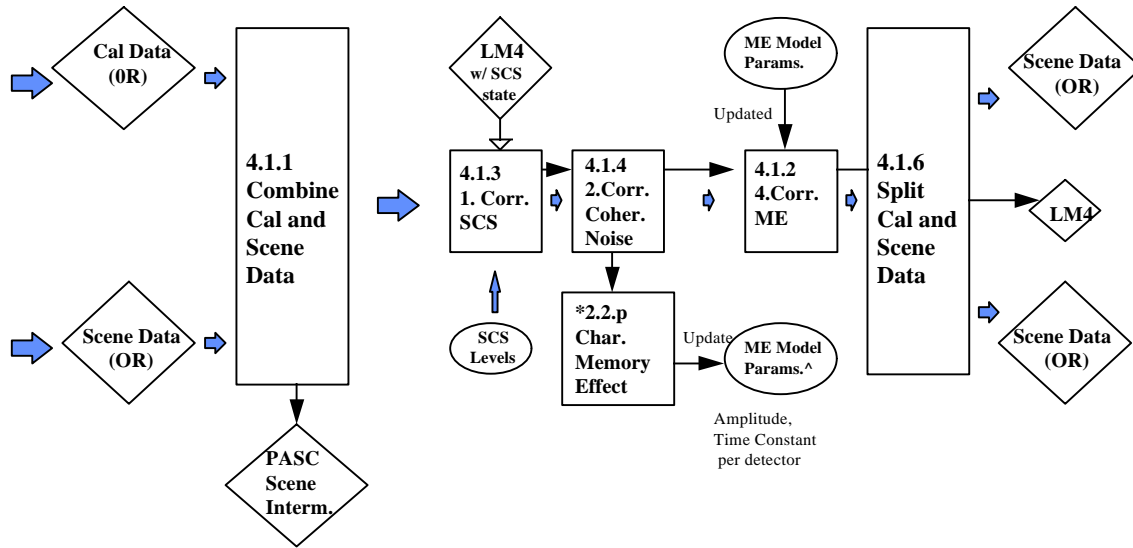 Cal Data
(0R)
Scene Data
(OR)
4.1.1
Combine
Cal and
Scene
Data
PASC
Scene
Interm.
LM4
w/ SCS
state
4.1.3
1. Corr.
SCS
SCS
Levels
4.1.4
2.Corr.
Coher.
Noise
*2.2.p
Char.
Memory
Effect
Update
ME Model
Params.^
Amplitude,
Time Constant
per detector
ME Model
Params.
Updated
4.1.2
4.Corr.
ME
4.1.6
Split
Cal and
Scene
Data
Scene Data
(OR)
LM4
Scene Data
(OR)